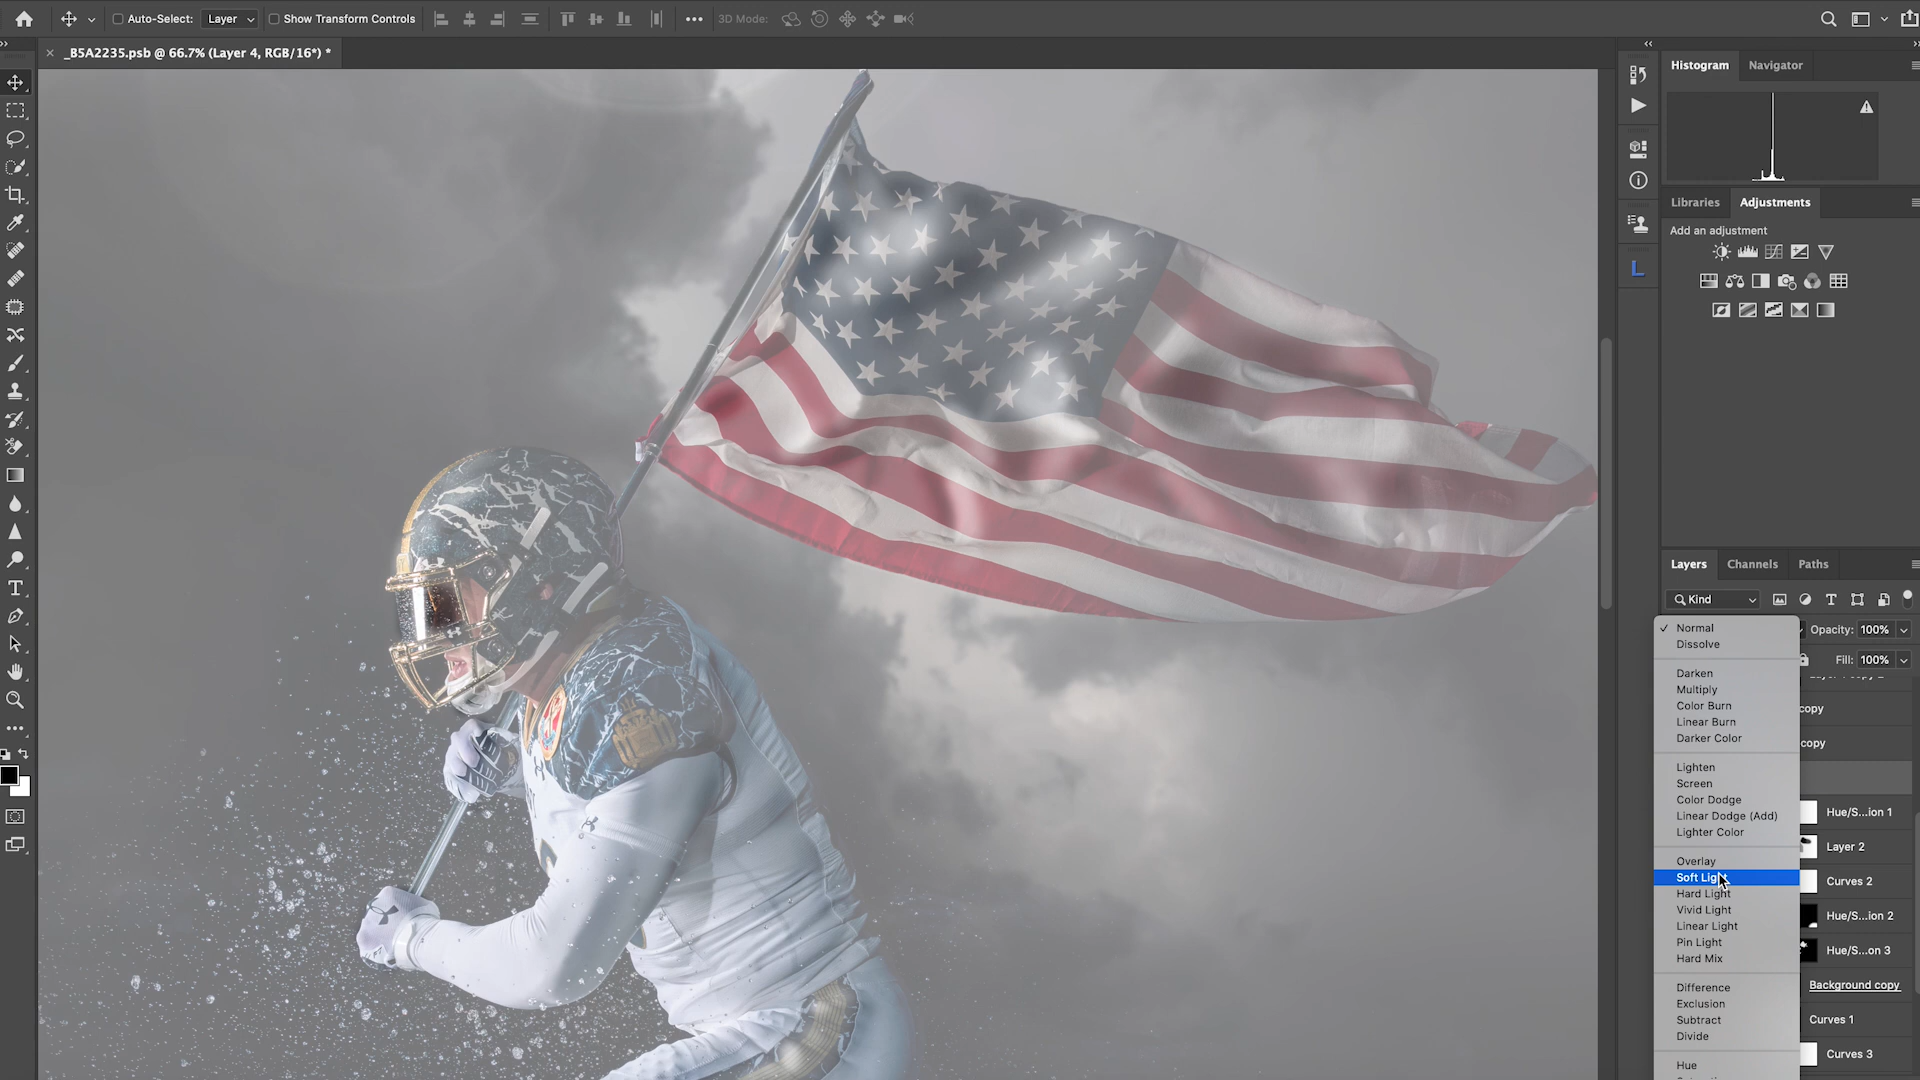 Auto-Select: Layer Show Transform Controls 3D Mode:
_B5A2235.psb @ 66.7% (Layer 4, RGB/16*) *
Histogram Navigator
Libraries Adjustments
Add an adjustment
Layers Channels Paths
Kind
Normal
Opacity: 100%
Dissolve
Fill: 100%
Darken
Multiply
Color Burn
copy
Linear Burn
Darker Color
copy
Lighten
Screen
Color Dodge
Linear Dodge (Add)
Hue/S...ion 1
Lighter Color
Layer 2
Overlay
Soft Light
Curves 2
Hard Light
Vivid Light
Hue/S...ion 2
Linear Light
Pin Light
Hue/S...on 3
Hard Mix
Difference
Background copy
Exclusion
Subtract
Curves 1
Divide
Curves 3
Hue